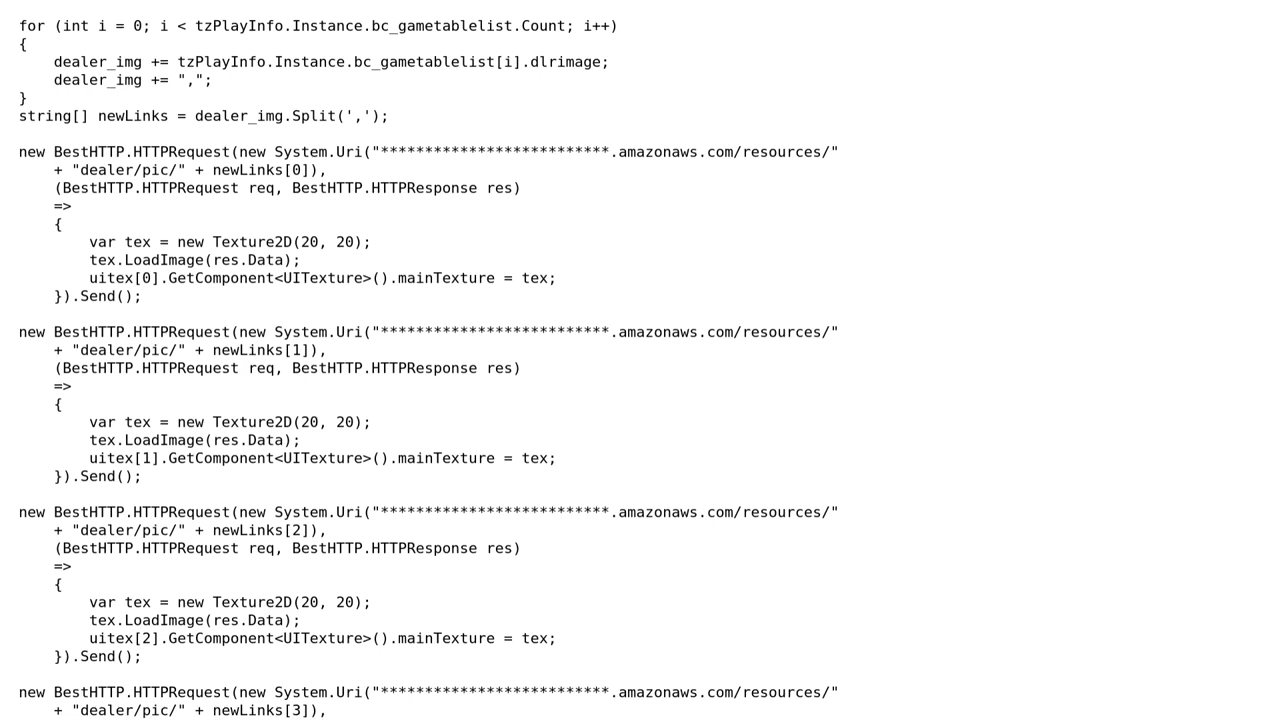 for (int i = 0; i < tzPlayInfo.Instance.bc_gametablelist.Count; i++)
{
    dealer_img += tzPlayInfo.Instance.bc_gametablelist[i].dlrimage;
    dealer_img += ",";
}
string[] newLinks = dealer_img.Split(',');

new BestHTTP.HTTPRequest(new System.Uri("**************************.amazonaws.com/resources/"
    + "dealer/pic/" + newLinks[0]),
    (BestHTTP.HTTPRequest req, BestHTTP.HTTPResponse res)
    =>
    {
        var tex = new Texture2D(20, 20);
        tex.LoadImage(res.Data);
        uitex[0].GetComponent<UITexture>().mainTexture = tex;
    }).Send();

new BestHTTP.HTTPRequest(new System.Uri("**************************.amazonaws.com/resources/"
    + "dealer/pic/" + newLinks[1]),
    (BestHTTP.HTTPRequest req, BestHTTP.HTTPResponse res)
    =>
    {
        var tex = new Texture2D(20, 20);
        tex.LoadImage(res.Data);
        uitex[1].GetComponent<UITexture>().mainTexture = tex;
    }).Send();

new BestHTTP.HTTPRequest(new System.Uri("**************************.amazonaws.com/resources/"
    + "dealer/pic/" + newLinks[2]),
    (BestHTTP.HTTPRequest req, BestHTTP.HTTPResponse res)
    =>
    {
        var tex = new Texture2D(20, 20);
        tex.LoadImage(res.Data);
        uitex[2].GetComponent<UITexture>().mainTexture = tex;
    }).Send();

new BestHTTP.HTTPRequest(new System.Uri("**************************.amazonaws.com/resources/"
    + "dealer/pic/" + newLinks[3]),